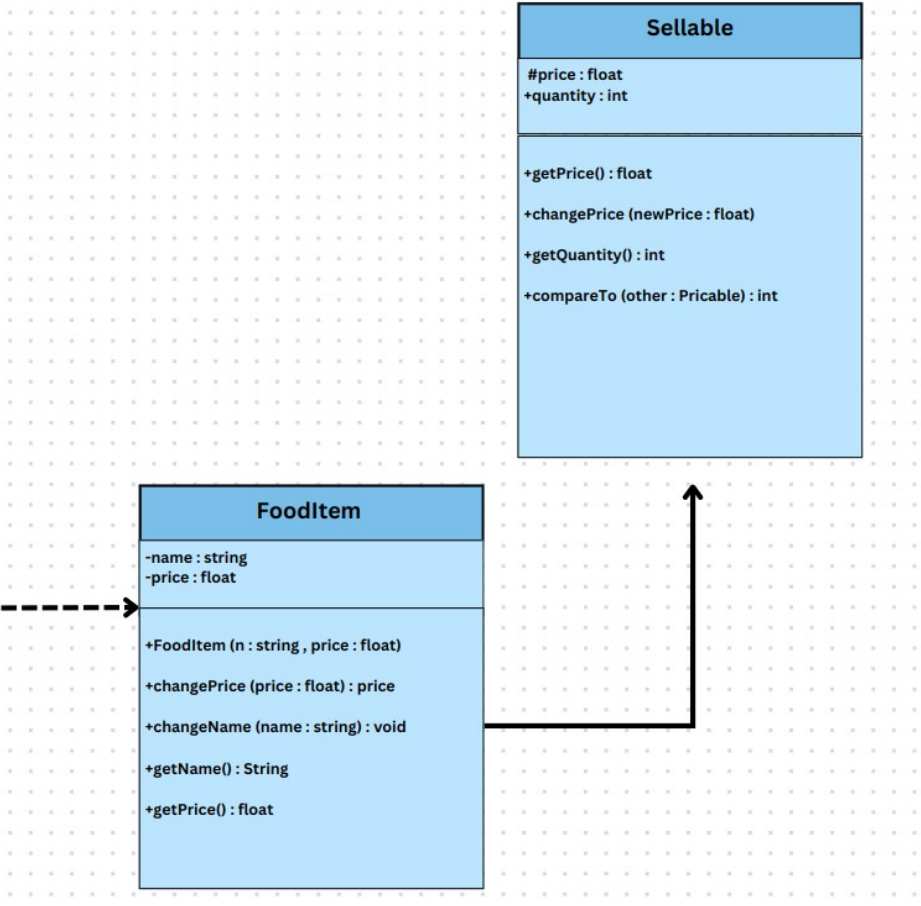 Sellable
#price : float
+quantity : int
+getPrice() : float
+changePrice (newPrice : float)
+getQuantity() : int
+compareTo (other : Pricable) : int
FoodItem
-name : string
-price : float
+FoodItem (n : string , price : float)
+changePrice (price : float) : price
+changeName (name : string) : void
+getName() : String
+getPrice() : float